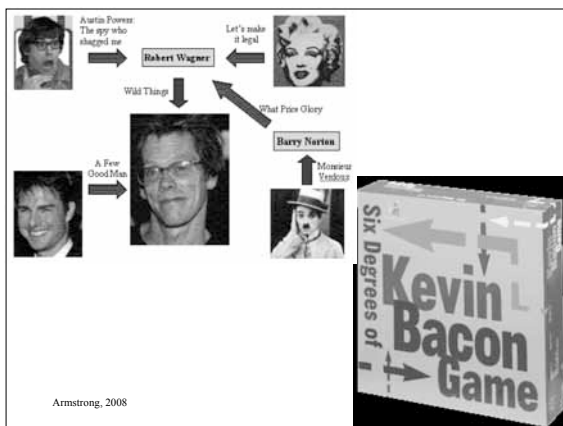 Austin Powers:
The spy who
shagged me
Let's make
it legal
Robert Wagner
Wild Things
What Price Glory
Barry Norton
A Few
Good Man
Monsieur
Verdoux
Six Degrees of
Kevin
Bacon
Game
Armstrong, 2008